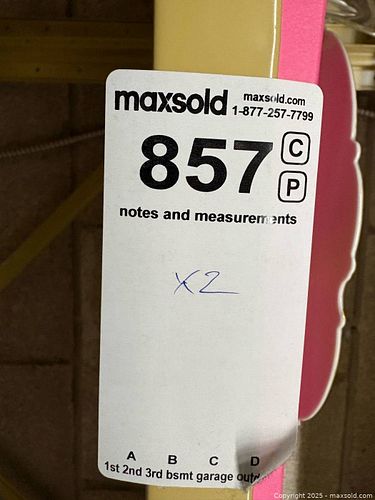 maxsold maxsold.com
1-877-257-7799
857 C
P
notes and measurements
x2
A B C D
1st 2nd 3rd bsmt garage
Copyright 2025 - maxsold.com